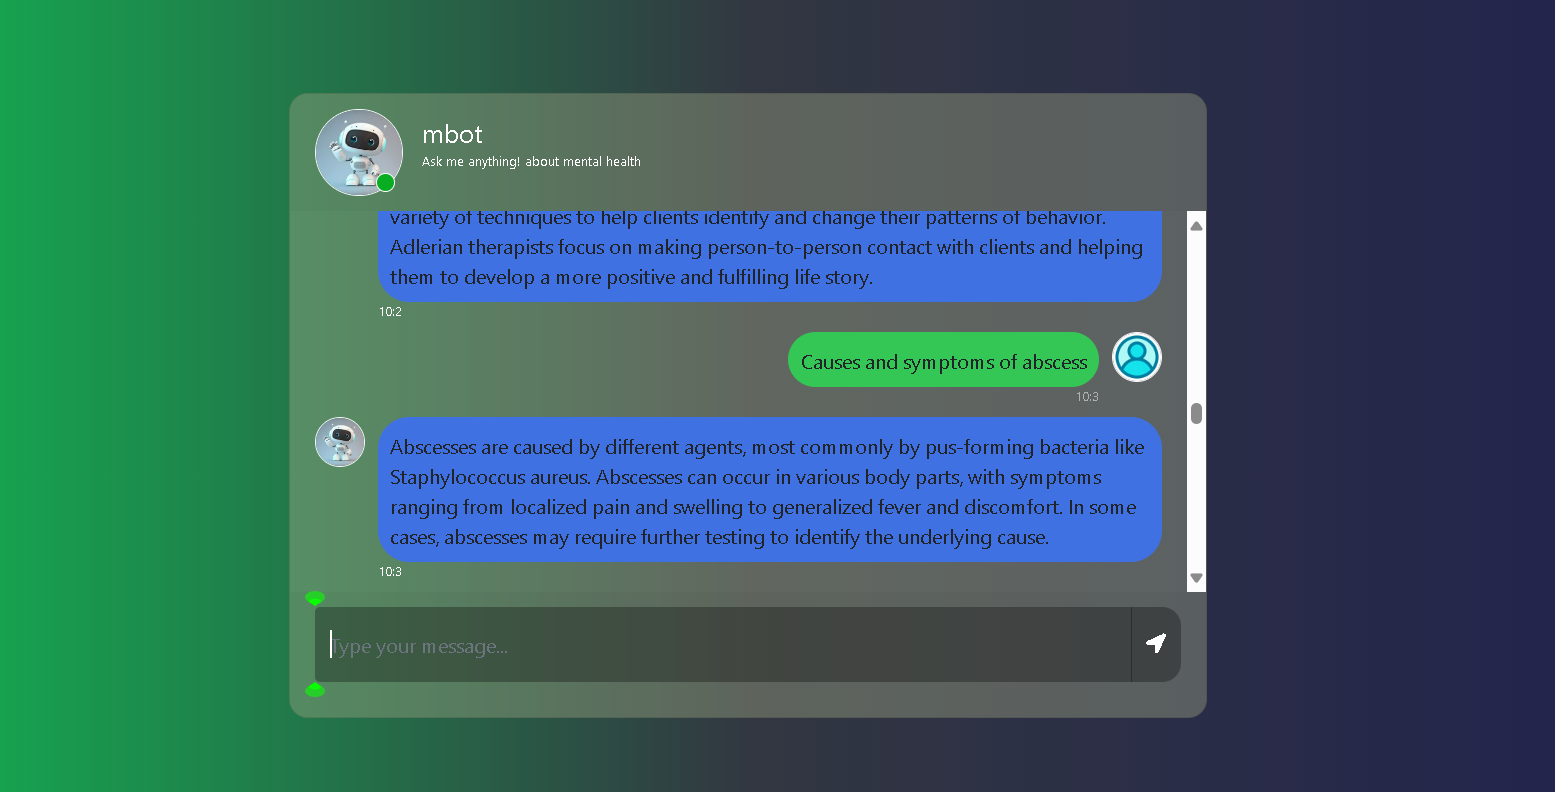 mbot
Ask me anything! about mental health
variety of techniques to help clients identify and change their patterns of behavior.
Adlerian therapists focus on making person-to-person contact with clients and helping
them to develop a more positive and fulfilling life story.
10:2
Causes and symptoms of abscess
10:3
Abscesses are caused by different agents, most commonly by pus-forming bacteria like
Staphylococcus aureus. Abscesses can occur in various body parts, with symptoms
ranging from localized pain and swelling to generalized fever and discomfort. In some
cases, abscesses may require further testing to identify the underlying cause.
10:3
Type your message...